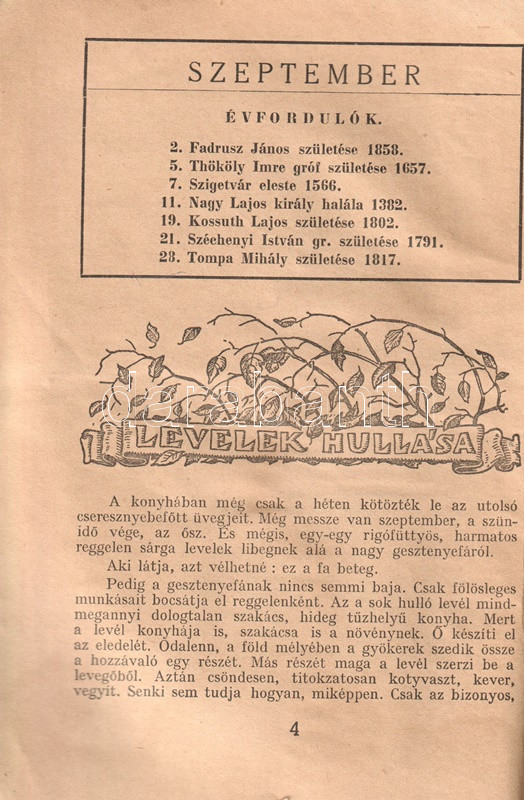 SZEPTEMBER
ÉVFORDULÓK.
2. Fadrusz János születése 1858.
5. Thököly Imre gróf születése 1657.
7. Szigetvár eleste 1566.
11. Nagy Lajos király halála 1382.
19. Kossuth Lajos születése 1802.
21. Széchenyi István gr. születése 1791.
28. Tompa Mihály születése 1817.
darabanth
LEVELEK HULLÁSA
A konyhában még csak a héten kötözték le az utolsó
cseresznyebefőtt üvegjeit. Még messze van szeptember, a szün-
idő vége, az ősz. És mégis, egy-egy rigófüttyös, harmatos
reggelen sárga levelek libegnek alá a nagy gesztenyefáról.
Aki látja, azt vélhetné : ez a fa beteg.
Pedig a gesztenyefának nincs semmi baja. Csak fölösleges
munkásait bocsátja el reggelenként. Az a sok hulló levél mind-
megannyi dologtalan szakács, hideg tűzhelyű konyha. Mert
a levél konyhája is, szakácsa is a növénynek. Ő készíti el
az eledelét. Odalenn, a föld mélyében a gyökerek szedik össze
a hozzávaló egy részét. Más részét maga a levél szerzi be a
levegőből. Aztán csöndesen, titokzatosan kotyvaszt, kever,
vegyít. Senki sem tudja hogyan, miképpen. Csak az bizonyos,
4